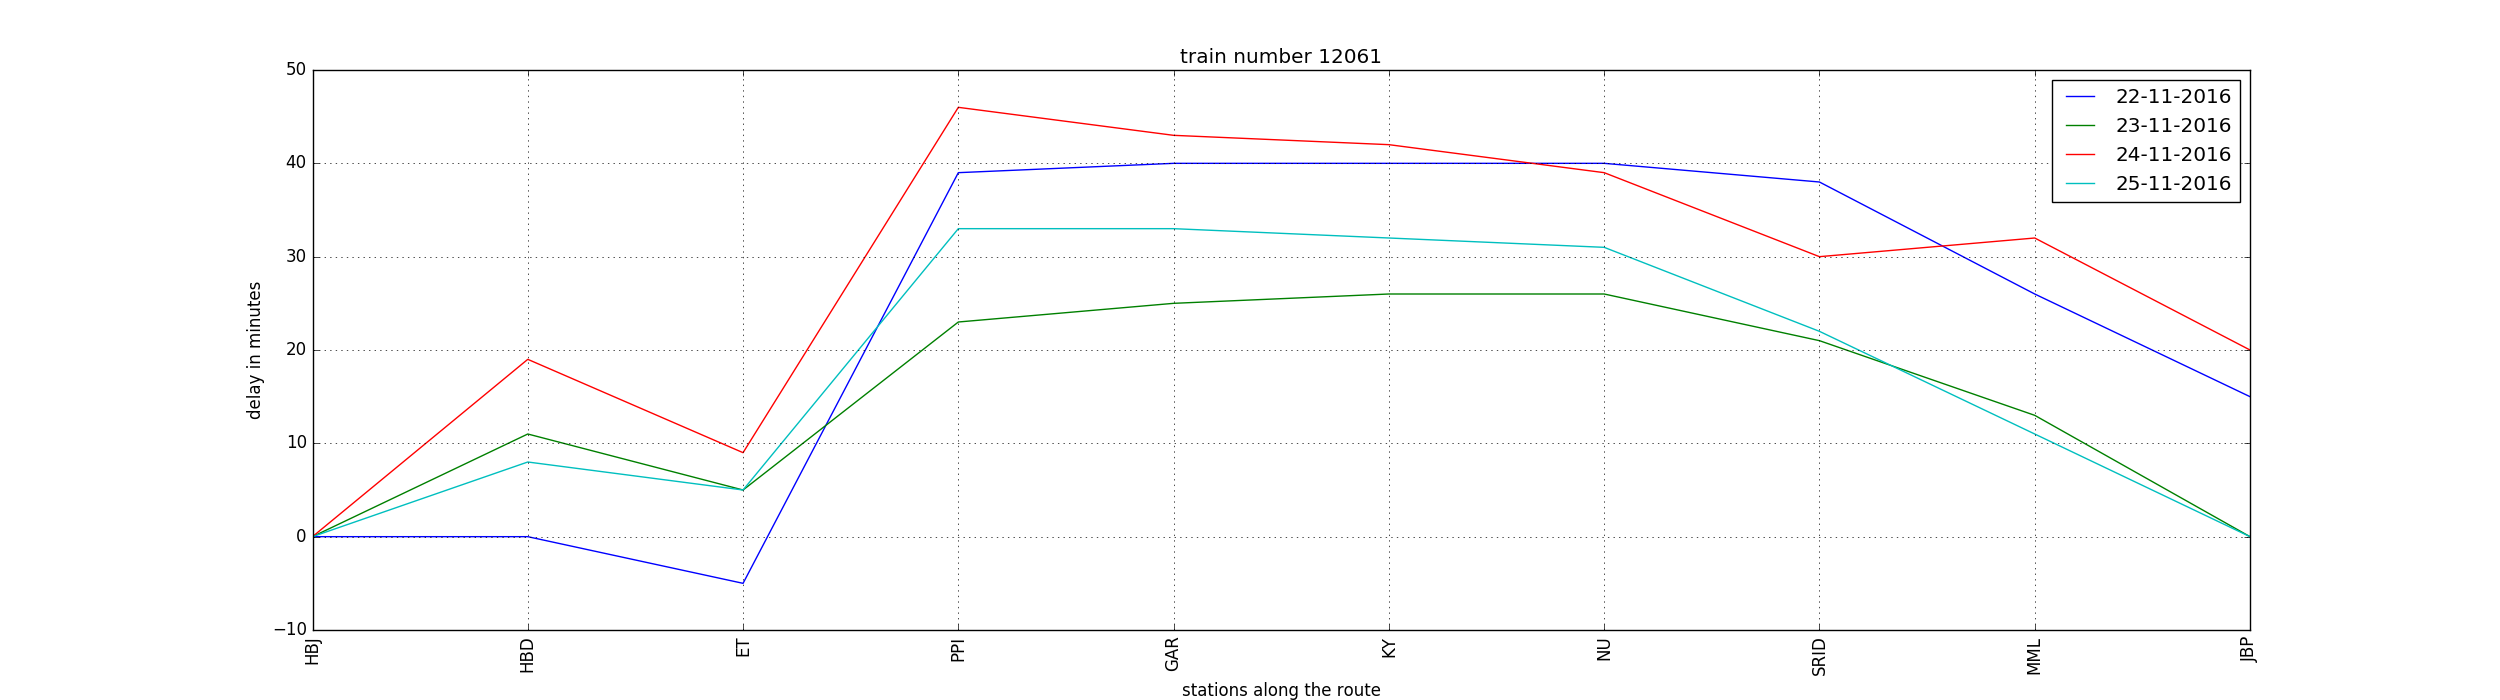 train number 12061
50
40
30
20
10
0
−10
delay in minutes
22-11-2016
23-11-2016
24-11-2016
25-11-2016
HBJ
HBD
ET
PPI
GAR
KY
NU
SRID
MML
JBP
stations along the route